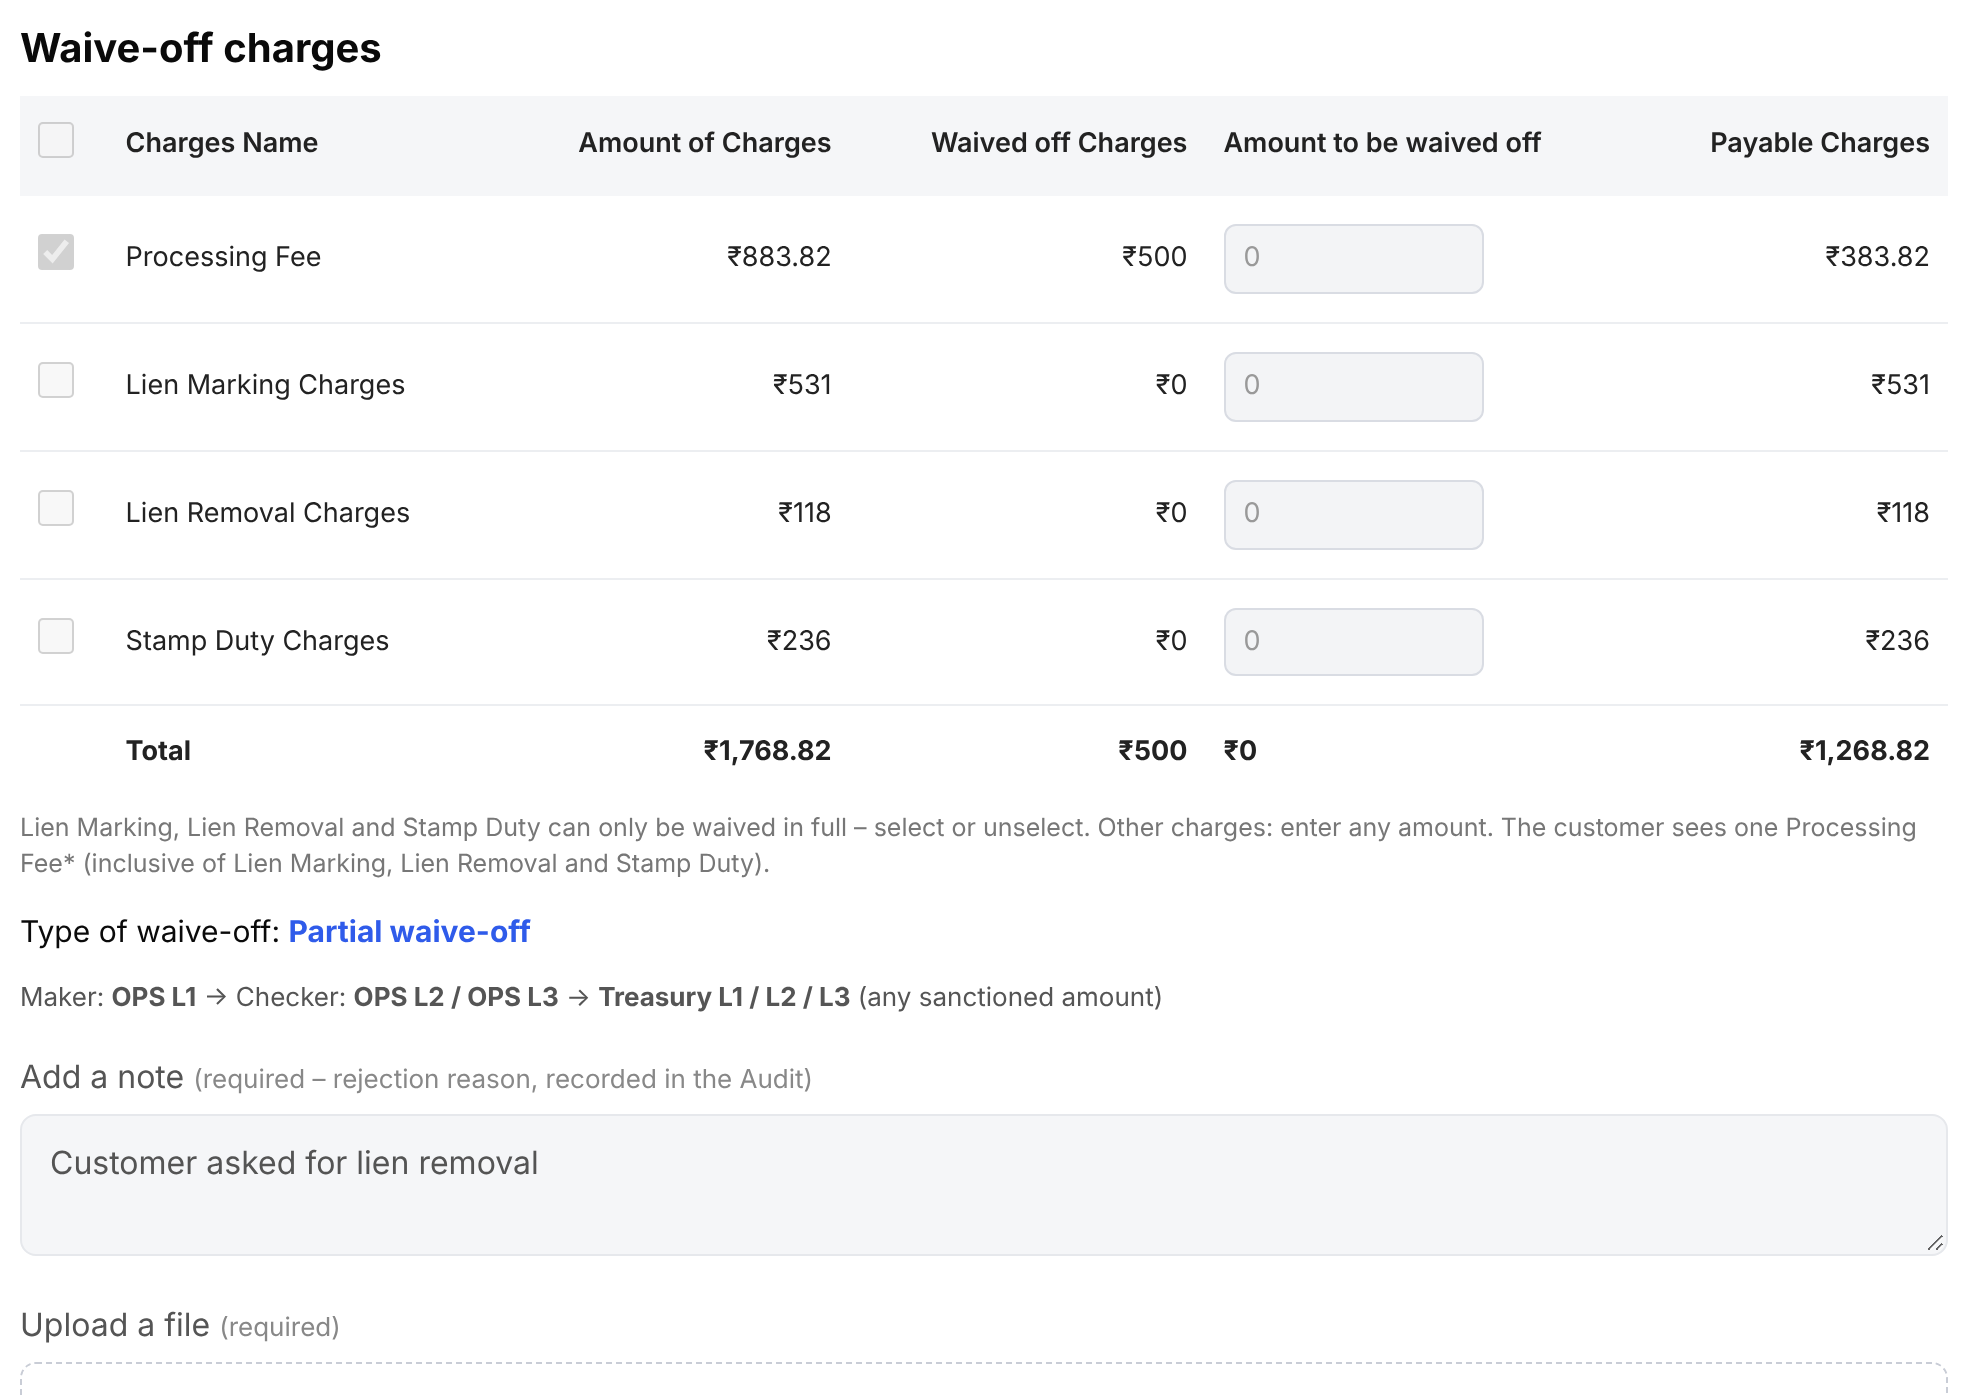 Waive-off charges
Charges Name Amount of Charges Waived off Charges Amount to be waived off Payable Charges
Processing Fee ₹883.82 ₹500 0 ₹383.82
Lien Marking Charges ₹531 ₹0 0 ₹531
Lien Removal Charges ₹118 ₹0 0 ₹118
Stamp Duty Charges ₹236 ₹0 0 ₹236
Total ₹1,768.82 ₹500 ₹0 ₹1,268.82
Lien Marking, Lien Removal and Stamp Duty can only be waived in full – select or unselect. Other charges: enter any amount. The customer sees one Processing
Fee* (inclusive of Lien Marking, Lien Removal and Stamp Duty).
Type of waive-off: Partial waive-off
Maker: OPS L1 → Checker: OPS L2 / OPS L3 → Treasury L1 / L2 / L3 (any sanctioned amount)
Add a note (required – rejection reason, recorded in the Audit)
Customer asked for lien removal
Upload a file (required)